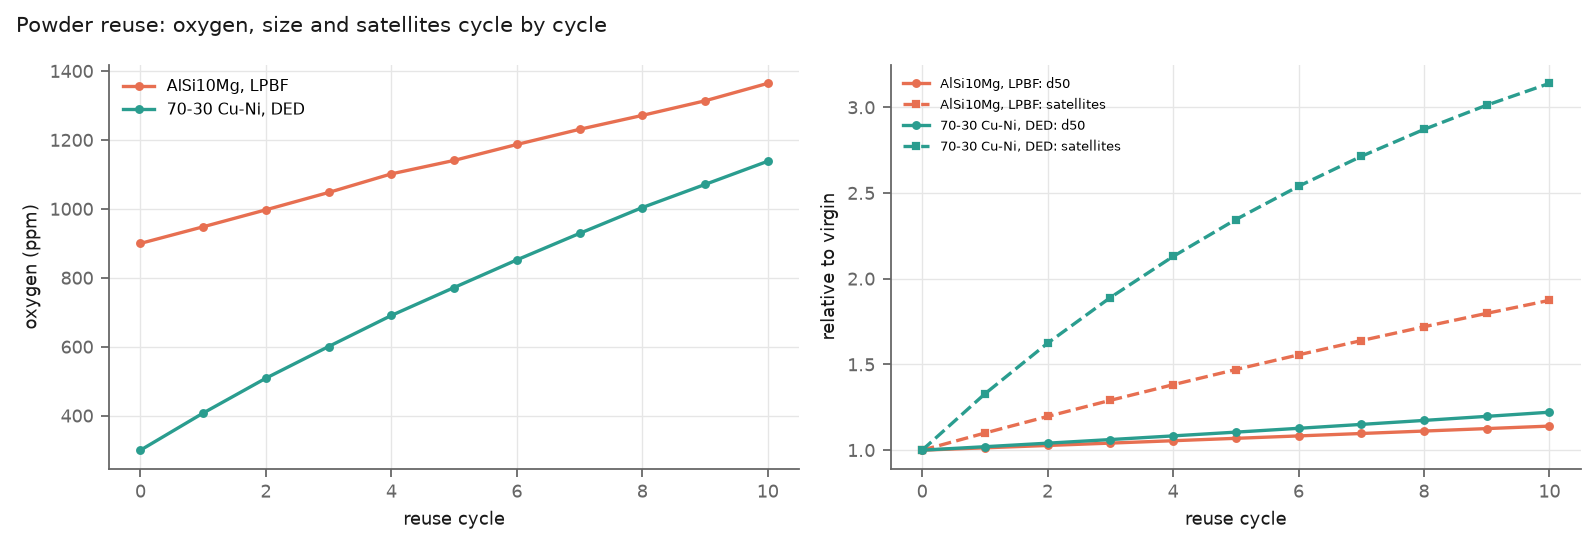 Powder reuse: oxygen, size and satellites cycle by cycle
1400
1200
1000
800
600
400
oxygen (ppm)
AlSi10Mg, LPBF
70-30 Cu-Ni, DED
0
2
4
6
8
10
reuse cycle
3.0
2.5
2.0
1.5
1.0
relative to virgin
AlSi10Mg, LPBF: d50
AlSi10Mg, LPBF: satellites
70-30 Cu-Ni, DED: d50
70-30 Cu-Ni, DED: satellites
0
2
4
6
8
10
reuse cycle